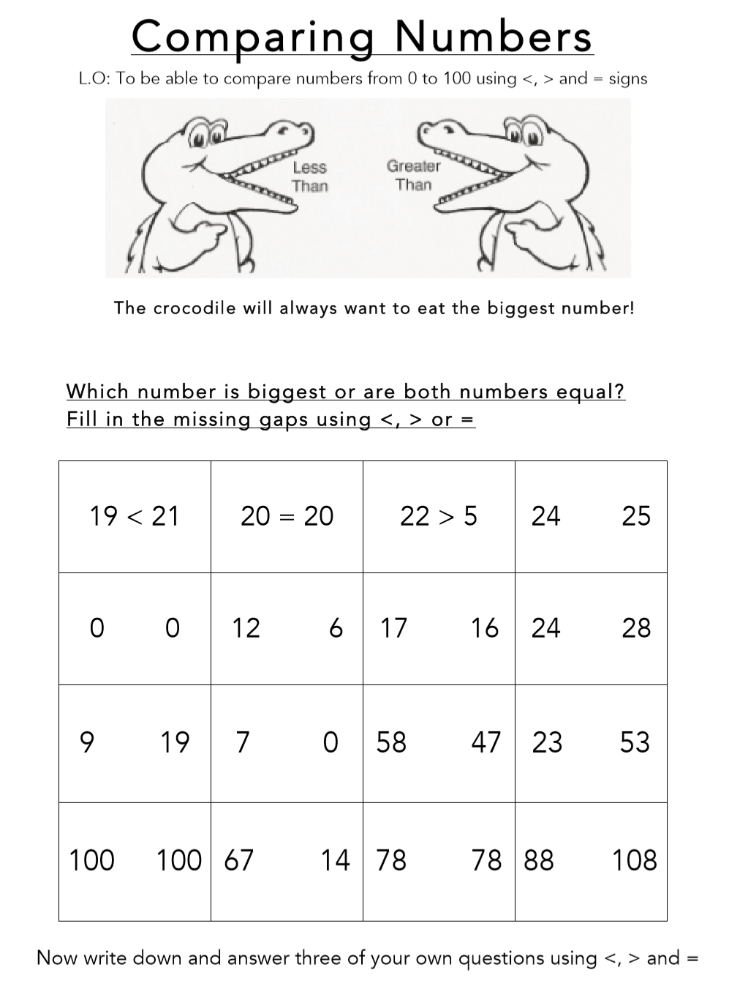 Comparing Numbers
L.O: To be able to compare numbers from 0 to 100 using <, > and = signs
Less Than
Greater Than
The crocodile will always want to eat the biggest number!
Which number is biggest or are both numbers equal?
Fill in the missing gaps using <, > or =
19 < 21 20 = 20 22 > 5 24 25
0 0 12 6 17 16 24 28
9 19 7 0 58 47 23 53
100 100 67 14 78 78 88 108
Now write down and answer three of your own questions using <, > and =